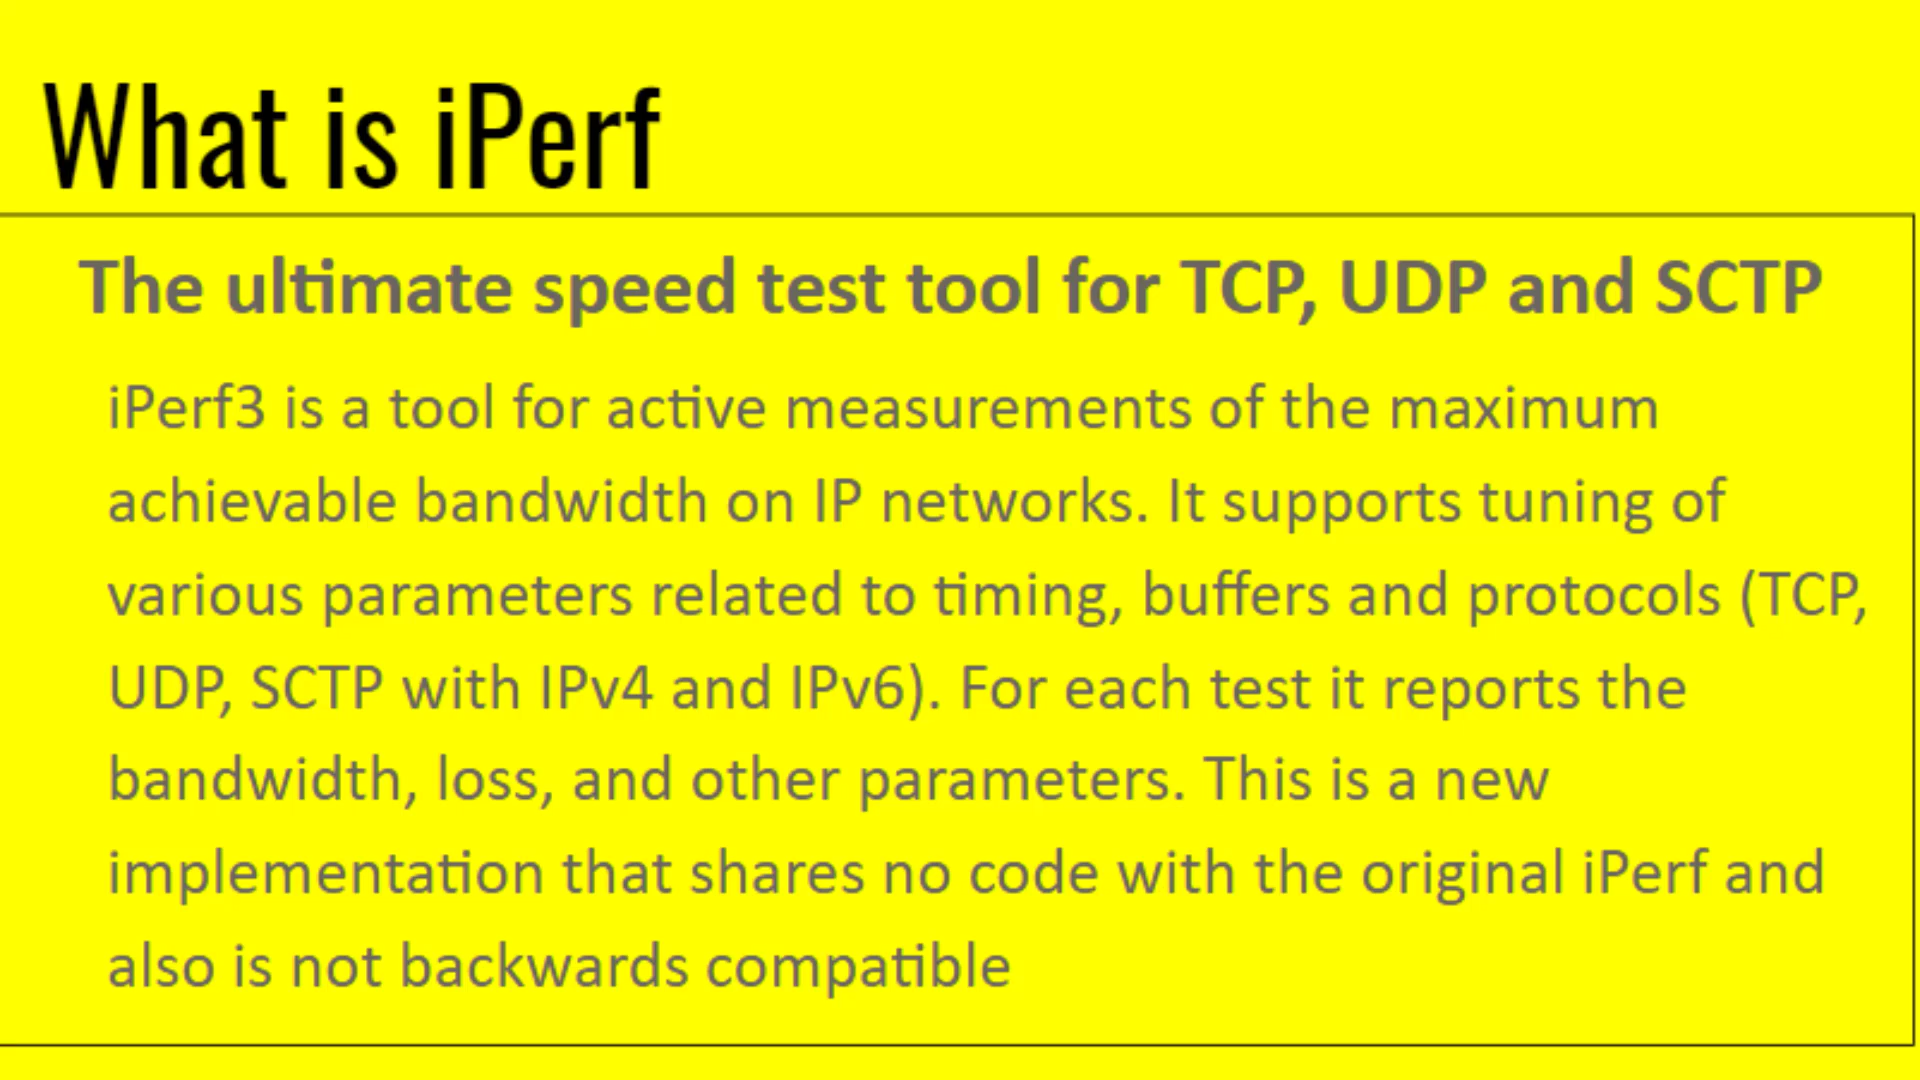 What is iPerf
The ultimate speed test tool for TCP, UDP and SCTP
iPerf3 is a tool for active measurements of the maximum
achievable bandwidth on IP networks. It supports tuning of
various parameters related to timing, buffers and protocols (TCP,
UDP, SCTP with IPv4 and IPv6). For each test it reports the
bandwidth, loss, and other parameters. This is a new
implementation that shares no code with the original iPerf and
also is not backwards compatible